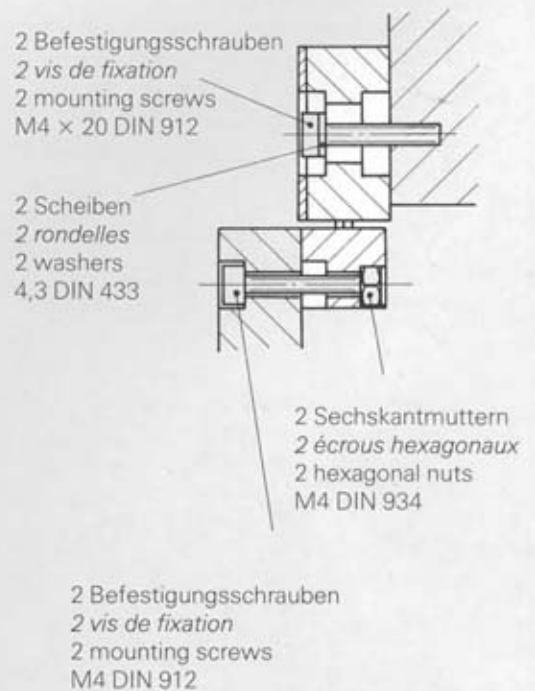 2 Befestigungsschrauben
2 vis de fixation
2 mounting screws
M4 × 20 DIN 912
2 Scheiben
2 rondelles
2 washers
4,3 DIN 433
2 Sechskantmuttern
2 écrous hexagonaux
2 hexagonal nuts
M4 DIN 934
2 Befestigungsschrauben
2 vis de fixation
2 mounting screws
M4 DIN 912